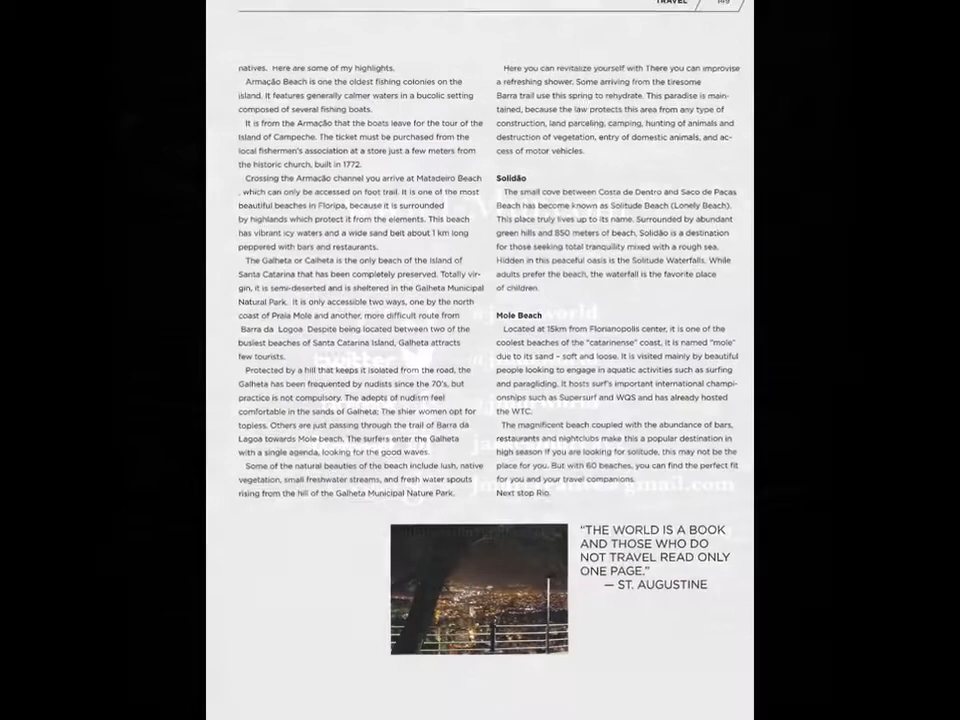 TRAVEL 149
natives. Here are some of my highlights.
Armação Beach is one the oldest fishing colonies on the
island. It features generally calmer waters in a bucolic setting
composed of several fishing boats.
It is from the Armação that the boats leave for the tour of the
Island of Campeche. The ticket must be purchased from the
local fishermen's association at a store just a few meters from
the historic church, built in 1772.
Crossing the Armação channel you arrive at Matadeiro Beach
, which can only be accessed on foot trail. It is one of the most
beautiful beaches in Floripa, because it is surrounded
by highlands which protect it from the elements. This beach
has vibrant icy waters and a wide sand belt about 1 km long
peppered with bars and restaurants.
The Galheta or Calheta is the only beach of the Island of
Santa Catarina that has been completely preserved. Totally vir-
gin, it is semi-deserted and is sheltered in the Galheta Municipal
Natural Park. It is only accessible two ways, one by the north
coast of Praia Mole and another, more difficult route from
Barra da Logoa Despite being located between two of the
busiest beaches of Santa Catarina Island, Galheta attracts
few tourists.
Protected by a hill that keeps it isolated from the road, the
Galheta has been frequented by nudists since the 70's, but
practice is not compulsory. The adepts of nudism feel
comfortable in the sands of Galheta; The shier women opt for
topless. Others are just passing through the trail of Barra da
Lagoa towards Mole beach. The surfers enter the Galheta
with a single agenda, looking for the good waves.
Some of the natural beauties of the beach include lush, native
vegetation, small freshwater streams, and fresh water spouts
rising from the hill of the Galheta Municipal Nature Park.
Here you can revitalize yourself with There you can improvise
a refreshing shower. Some arriving from the tiresome
Barra trail use this spring to rehydrate. This paradise is main-
tained, because the law protects this area from any type of
construction, land parceling, camping, hunting of animals and
destruction of vegetation, entry of domestic animals, and ac-
cess of motor vehicles.
Solidão
The small cove between Costa de Dentro and Saco de Pacas
Beach has become known as Solitude Beach (Lonely Beach).
This place truly lives up to its name. Surrounded by abundant
green hills and 850 meters of beach, Solidão is a destination
for those seeking total tranquility mixed with a rough sea.
Hidden in this peaceful oasis is the Solitude Waterfalls. While
adults prefer the beach, the waterfall is the favorite place
of children.
Mole Beach
Located at 15km from Florianopolis center, it is one of the
coolest beaches of the "catarinense" coast, it is named "mole"
due to its sand – soft and loose. It is visited mainly by beautiful
people looking to engage in aquatic activities such as surfing
and paragliding. It hosts surf's important international champi-
onships such as Supersurf and WQS and has already hosted
the WTC.
The magnificent beach coupled with the abundance of bars,
restaurants and nightclubs make this a popular destination in
high season If you are looking for solitude, this may not be the
place for you. But with 60 beaches, you can find the perfect fit
for you and your travel companions.
Next stop Rio.
"THE WORLD IS A BOOK
AND THOSE WHO DO
NOT TRAVEL READ ONLY
ONE PAGE."
— ST. AUGUSTINE
twitter